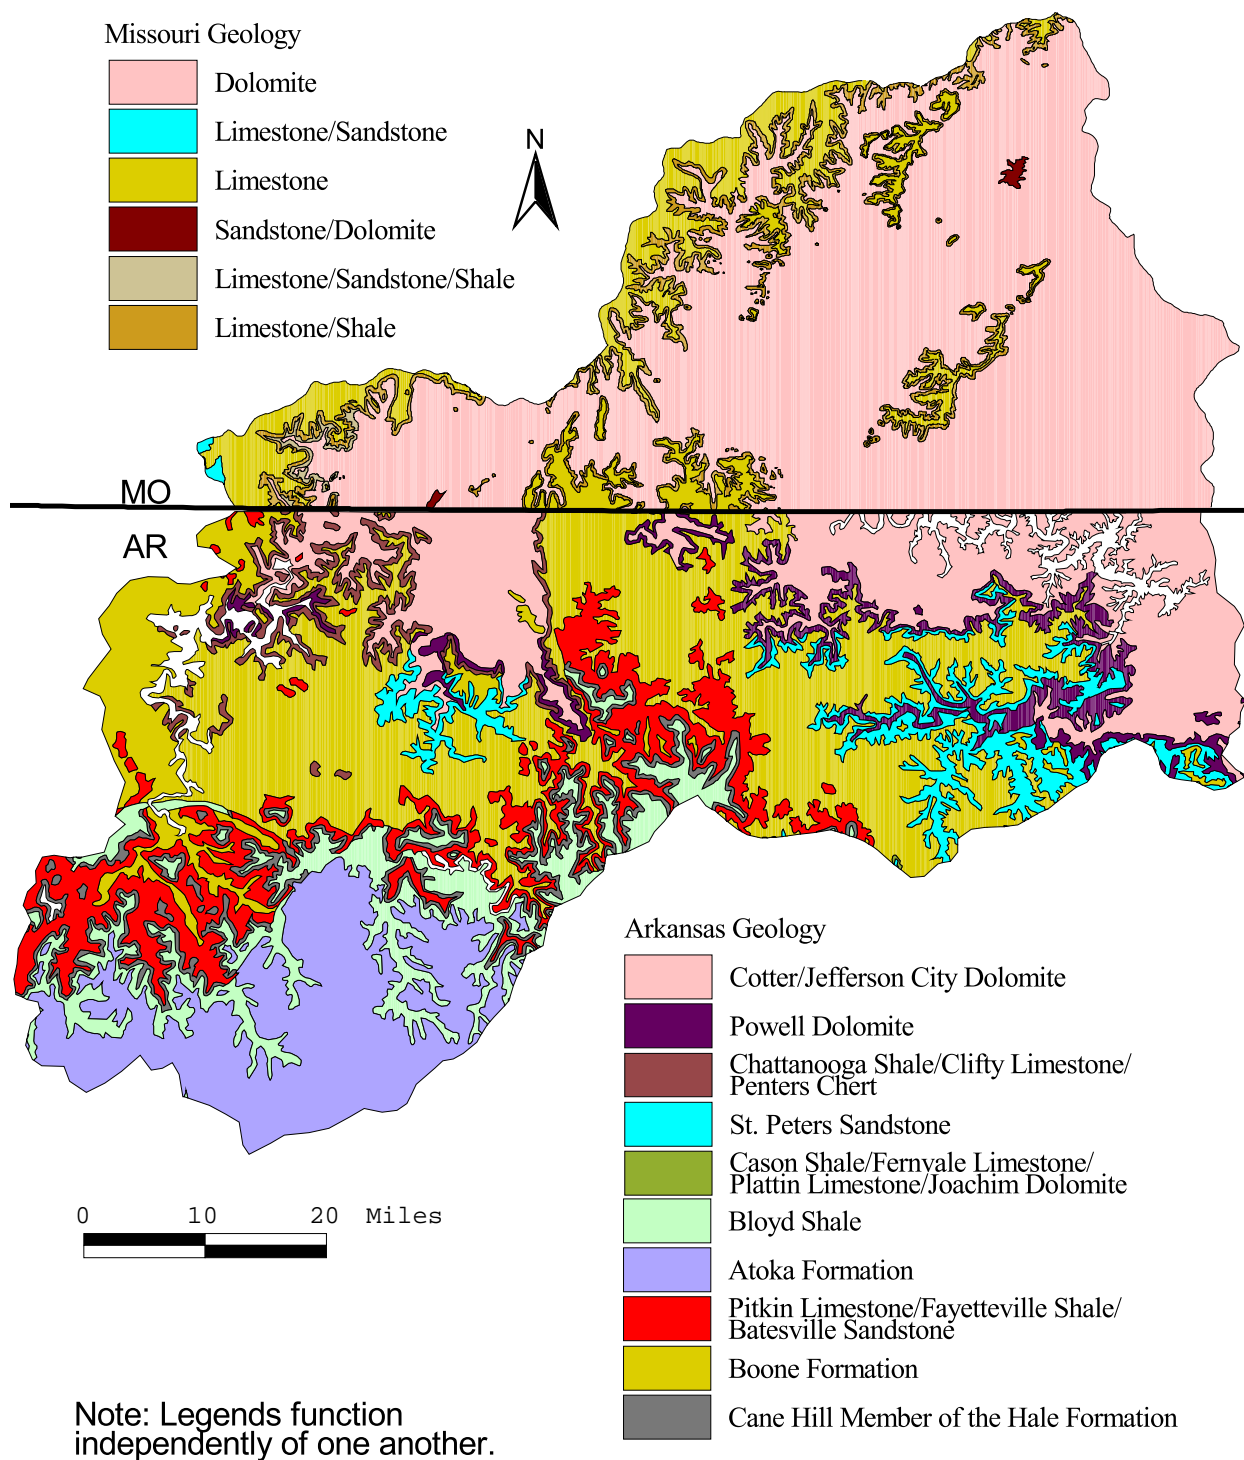 Missouri Geology
Dolomite
Limestone/Sandstone
Limestone
Sandstone/Dolomite
Limestone/Sandstone/Shale
Limestone/Shale
N
MO
AR
Arkansas Geology
Cotter/Jefferson City Dolomite
Powell Dolomite
Chattanooga Shale/Clifty Limestone/
Penters Chert
St. Peters Sandstone
Cason Shale/Fernvale Limestone/
Plattin Limestone/Joachim Dolomite
Bloyd Shale
Atoka Formation
Pitkin Limestone/Fayetteville Shale/
Batesville Sandstone
Boone Formation
Cane Hill Member of the Hale Formation
0 10 20 Miles
Note: Legends function
independently of one another.